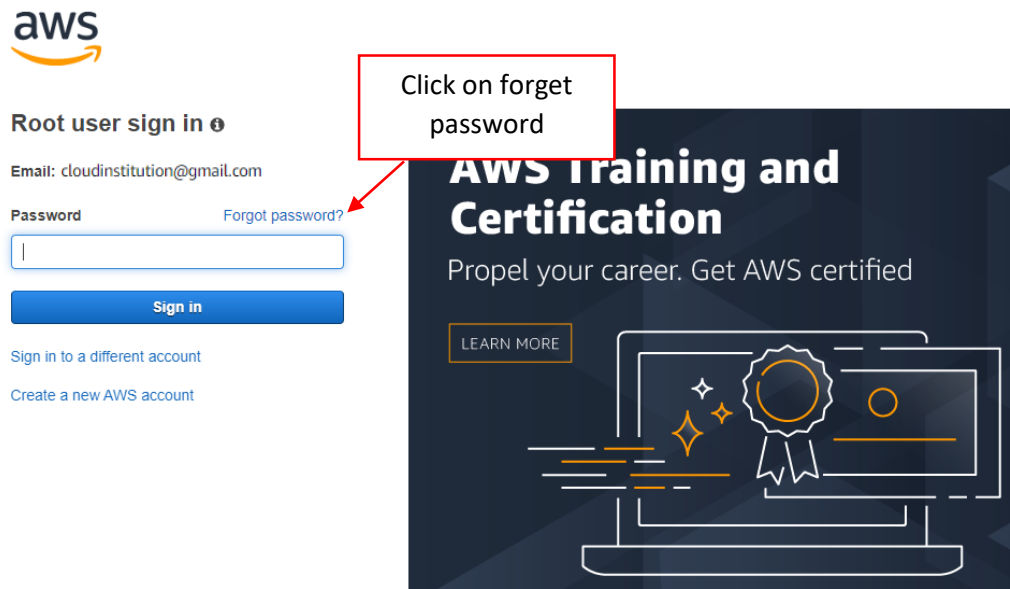 aws
Click on forget
password
Root user sign in
Email: cloudinstitution@gmail.com
Password
Forgot password?
Sign in
Sign in to a different account
Create a new AWS account
AWS Training and
Certification
Propel your career. Get AWS certified
LEARN MORE